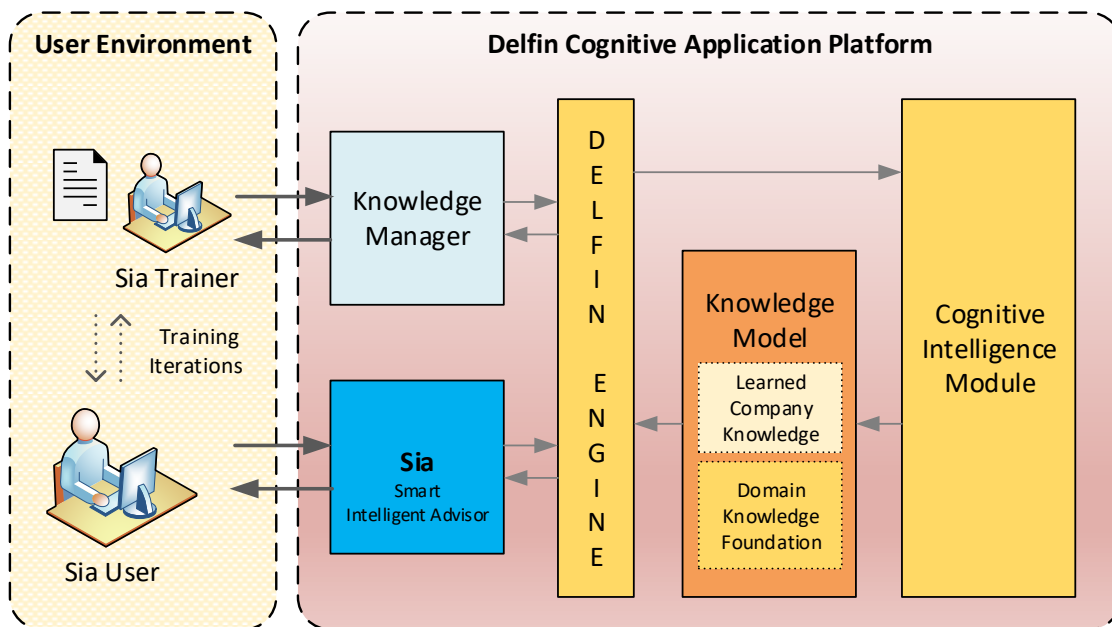 User Environment
Delfin Cognitive Application Platform
Sia Trainer
Training
Iterations
Sia User
Knowledge
Manager
Sia
Smart
Intelligent Advisor
D
E
L
F
I
N
E
N
G
I
N
E
Knowledge
Model
Learned
Company
Knowledge
Domain
Knowledge
Foundation
Cognitive
Intelligence
Module